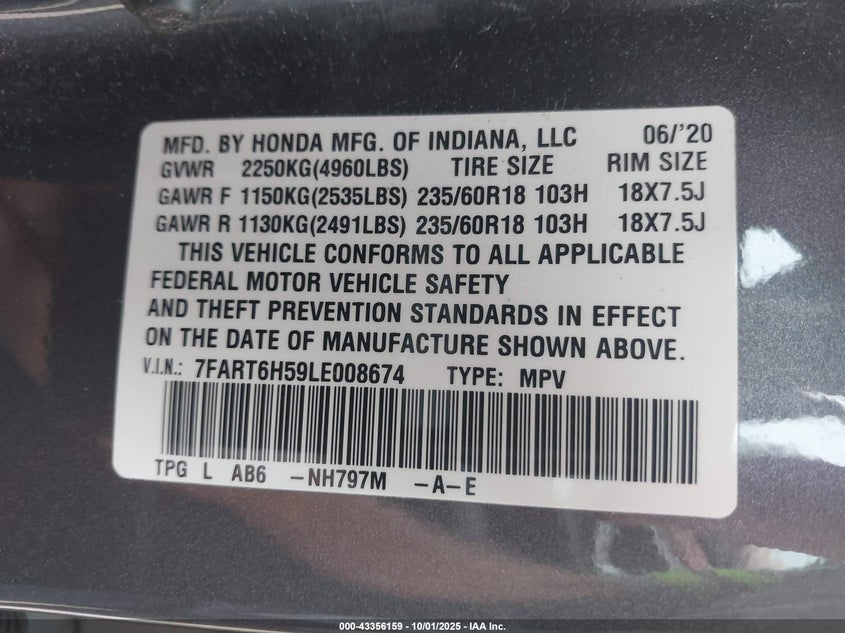 MFD. BY HONDA MFG. OF INDIANA, LLC 06/'20
GVWR 2250KG(4960LBS) TIRE SIZE RIM SIZE
GAWR F 1150KG(2535LBS) 235/60R18 103H 18X7.5J
GAWR R 1130KG(2491LBS) 235/60R18 103H 18X7.5J
THIS VEHICLE CONFORMS TO ALL APPLICABLE
FEDERAL MOTOR VEHICLE SAFETY
AND THEFT PREVENTION STANDARDS IN EFFECT
ON THE DATE OF MANUFACTURE SHOWN ABOVE.
V.I.N.: 7FART6H59LE008674 TYPE: MPV
TPG L AB6 -NH797M -A-E
000-43356159 - 10/01/2025 - IAA Inc.